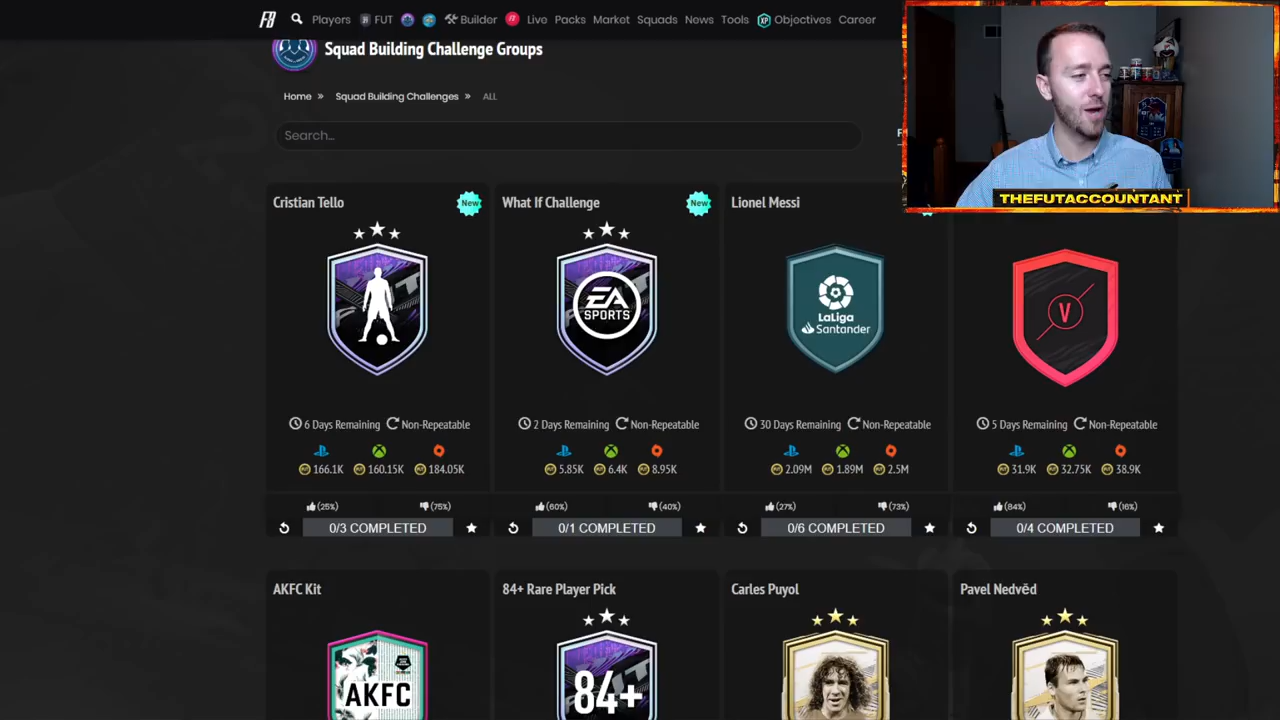 Players FUT Builder Live Packs Market Squads News Tools XP Objectives Career
Squad Building Challenge Groups
Home » Squad Building Challenges » ALL
Search...
THEFUTACCOUNTANT
Cristian Tello New
What If Challenge New
Lionel Messi
EA
SPORTS
LaLiga
Santander
V
6 Days Remaining Non-Repeatable
2 Days Remaining Non-Repeatable
30 Days Remaining Non-Repeatable
5 Days Remaining Non-Repeatable
166.1K 160.15K 184.05K
5.85K 6.4K 8.95K
2.09M 1.89M 2.5M
31.9K 32.75K 38.9K
(25%) (75%)
(60%) (40%)
(27%) (73%)
(84%) (16%)
0/3 COMPLETED
0/1 COMPLETED
0/6 COMPLETED
0/4 COMPLETED
AKFC Kit
84+ Rare Player Pick
Carles Puyol
Pavel Nedvěd
AKFC
84+